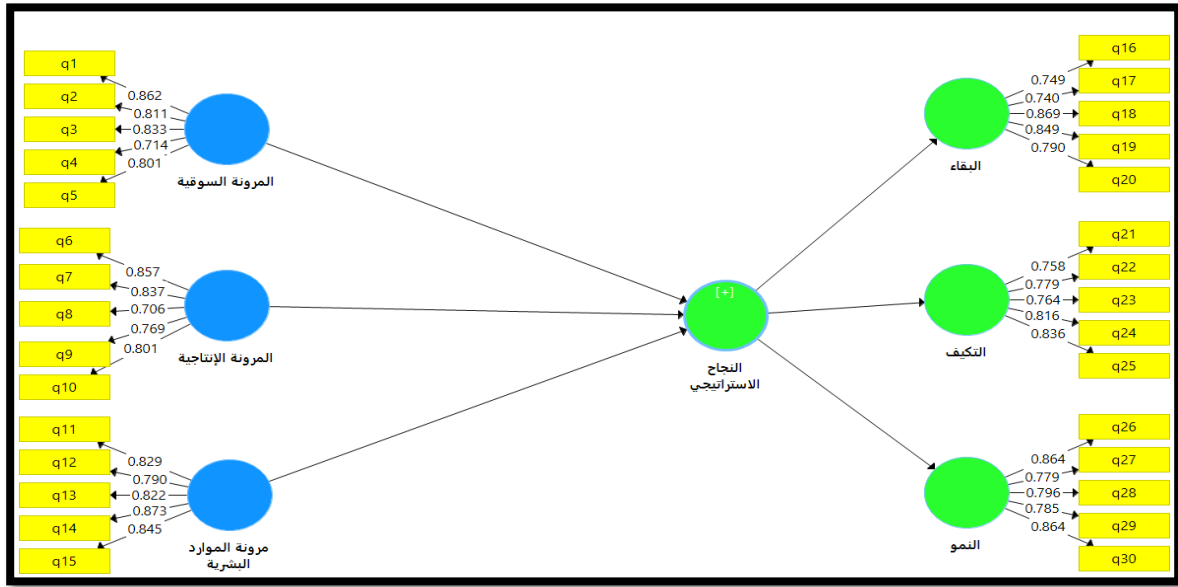 q1
0.862
q2
0.811
q3
0.833
q4
0.714
q5
0.801
المرونة السوقية
q6
0.857
q7
0.837
q8
0.706
q9
0.769
q10
0.801
المرونة الإنتاجية
q11
0.829
q12
0.790
q13
0.822
q14
0.873
q15
0.845
مرونة الموارد
البشرية
[+]
النجاح
الاستراتيجي
q16
0.749
q17
0.740
q18
0.869
q19
0.849
q20
0.790
البقاء
q21
0.758
q22
0.779
q23
0.764
q24
0.816
q25
0.836
التكيف
q26
0.864
q27
0.779
q28
0.796
q29
0.785
q30
0.864
النمو